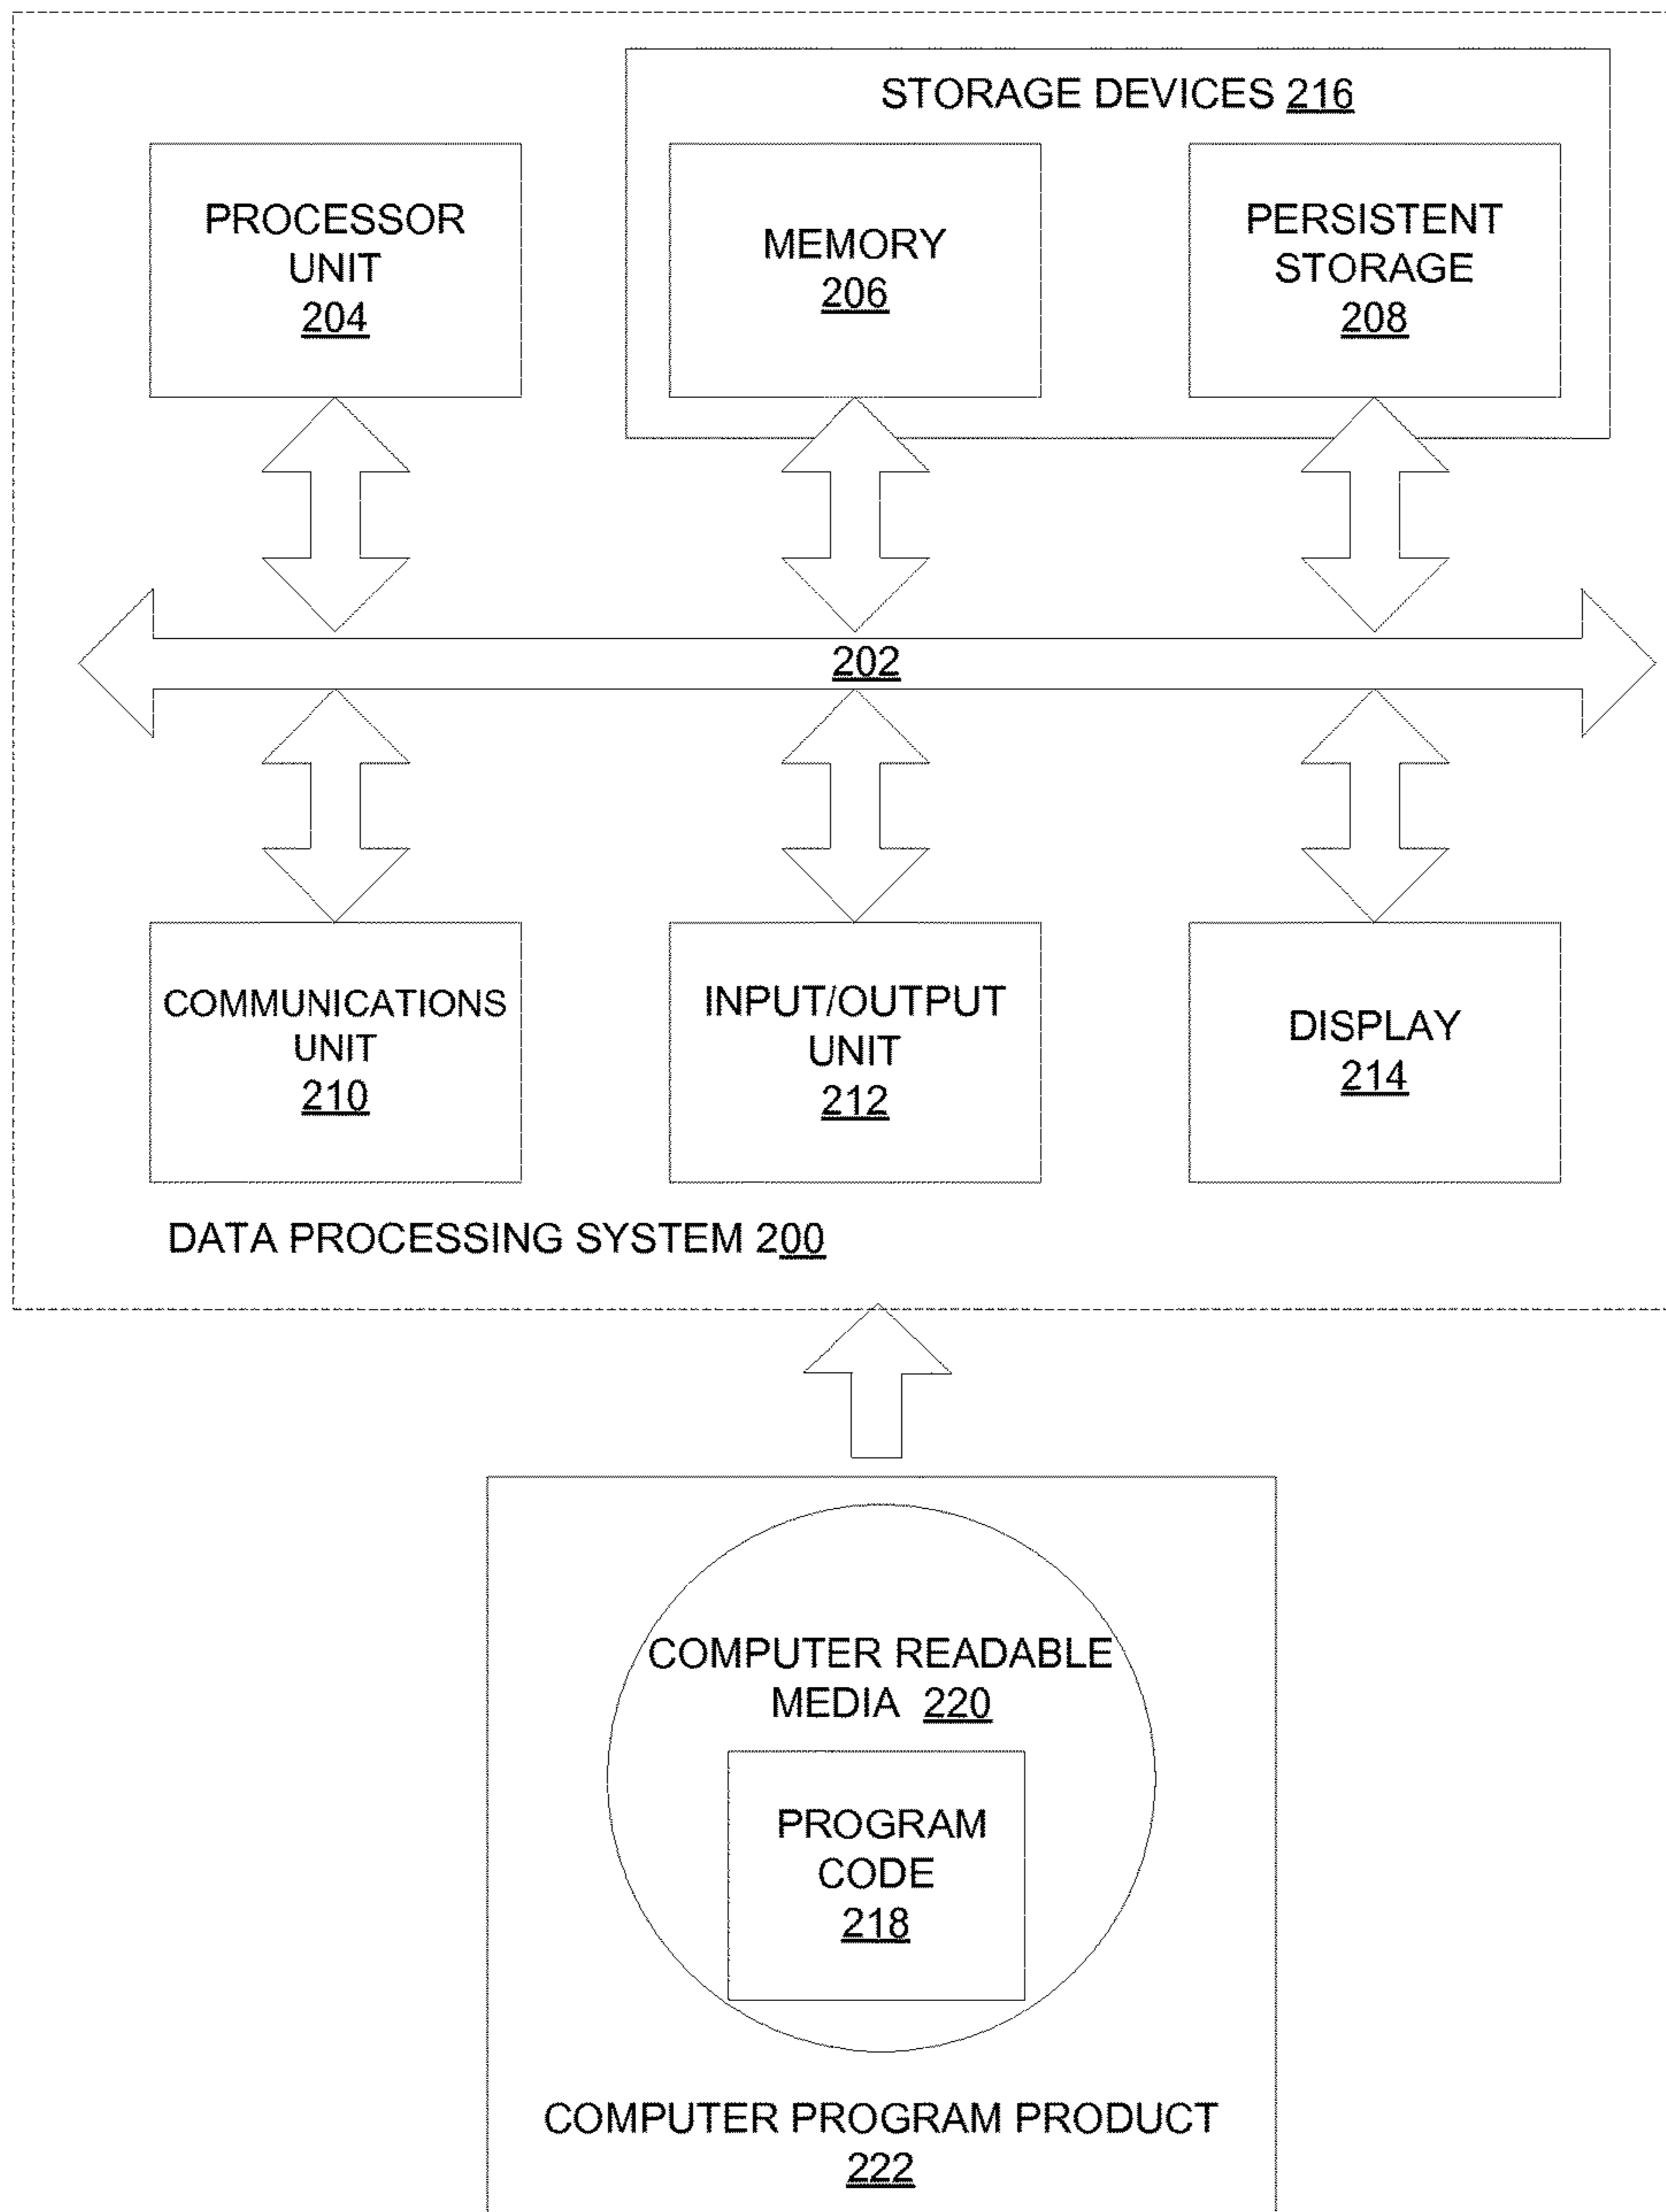 STORAGE DEVICES 216
PROCESSOR
UNIT
204
MEMORY
206
PERSISTENT
STORAGE
208
202
COMMUNICATIONS
UNIT
210
INPUT/OUTPUT
UNIT
212
DISPLAY
214
DATA PROCESSING SYSTEM 200
COMPUTER READABLE
MEDIA 220
PROGRAM
CODE
218
COMPUTER PROGRAM PRODUCT
222